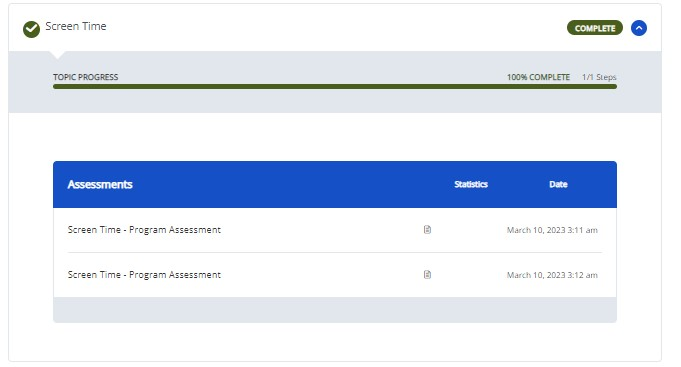 Screen Time COMPLETE
TOPIC PROGRESS 100% COMPLETE 1/1 Steps
Assessments Statistics Date
Screen Time - Program Assessment March 10, 2023 3:11 am
Screen Time - Program Assessment March 10, 2023 3:12 am